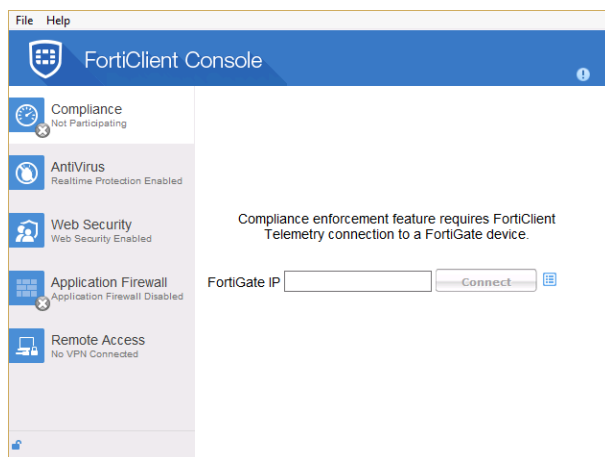 File Help
FortiClient Console
Compliance
Not Participating
AntiVirus
Realtime Protection Enabled
Web Security
Web Security Enabled
Application Firewall
Application Firewall Disabled
Remote Access
No VPN Connected
Compliance enforcement feature requires FortiClient
Telemetry connection to a FortiGate device.
FortiGate IP Connect